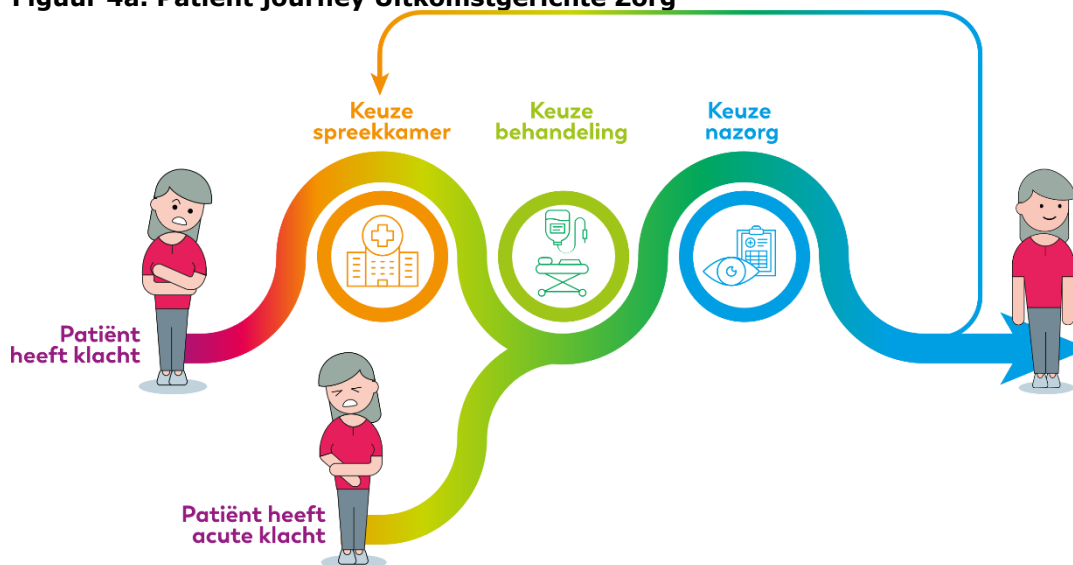 Figuur 4a. Patiënt journey Uitkomstgerichte Zorg
Keuze
spreekkamer
Keuze
behandeling
Keuze
nazorg
Patiënt
heeft klacht
Patiënt heeft
acute klacht